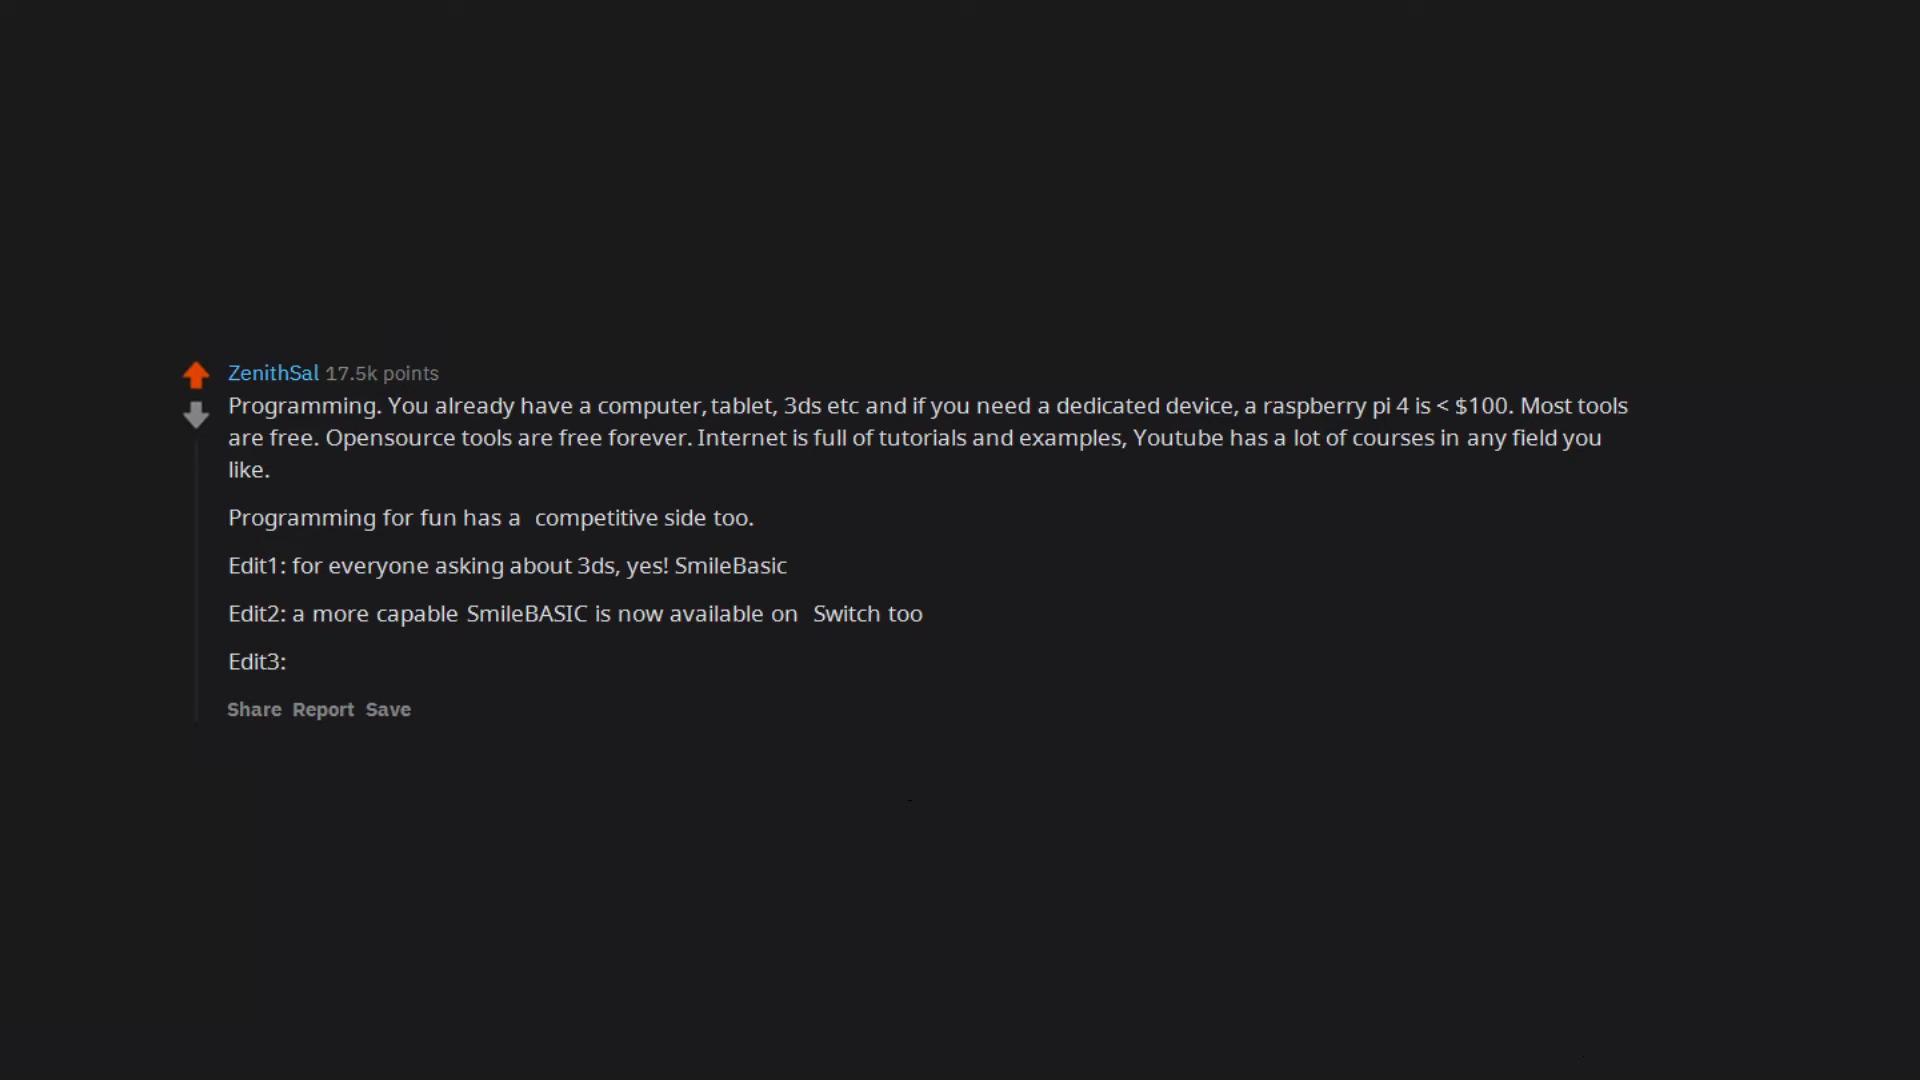 ZenithSal 17.5k points
Programming. You already have a computer, tablet, 3ds etc and if you need a dedicated device, a raspberry pi 4 is < $100. Most tools
are free. Opensource tools are free forever. Internet is full of tutorials and examples, Youtube has a lot of courses in any field you
like.
Programming for fun has a competitive side too.
Edit1: for everyone asking about 3ds, yes! SmileBasic
Edit2: a more capable SmileBASIC is now available on Switch too
Edit3:
Share Report Save